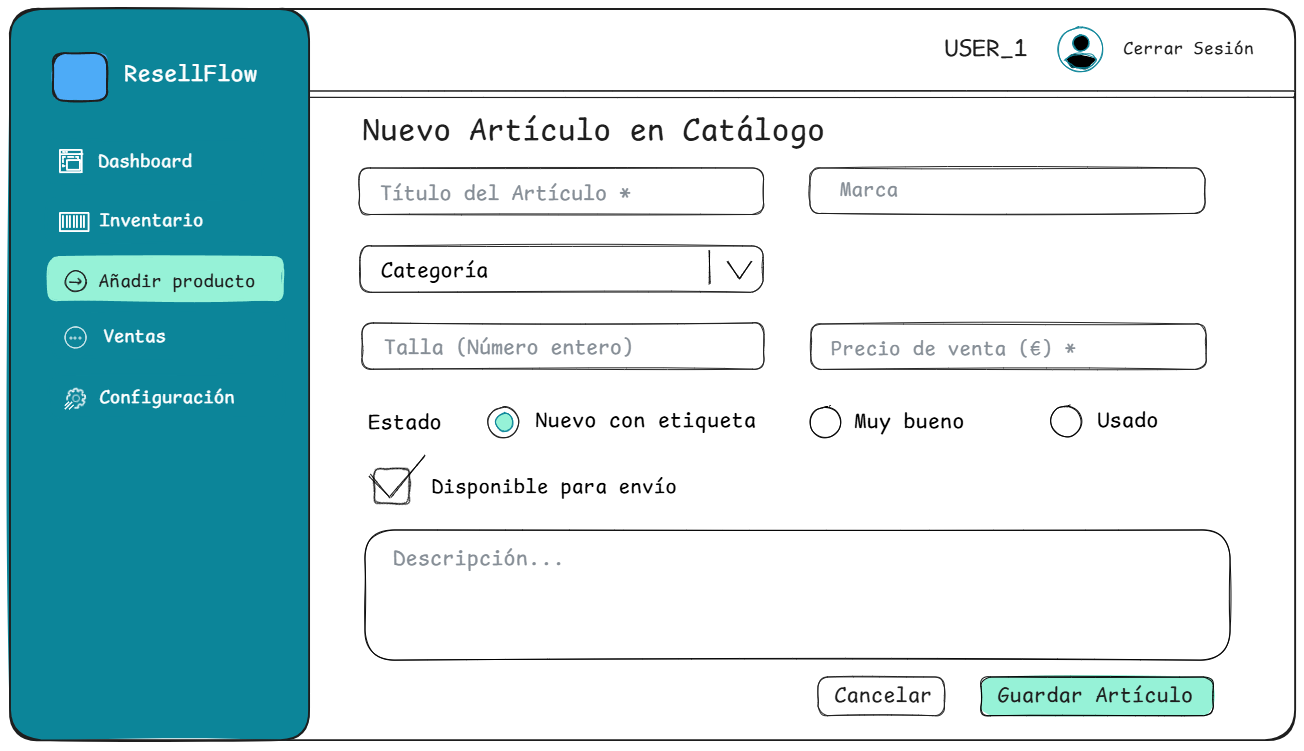 ResellFlow
Dashboard
Inventario
Añadir producto
Ventas
Configuración
USER_1
Cerrar Sesión
Nuevo Artículo en Catálogo
Título del Artículo *
Marca
Categoría
Talla (Número entero)
Precio de venta (€) *
Estado
Nuevo con etiqueta
Muy bueno
Usado
Disponible para envío
Descripción...
Cancelar
Guardar Artículo